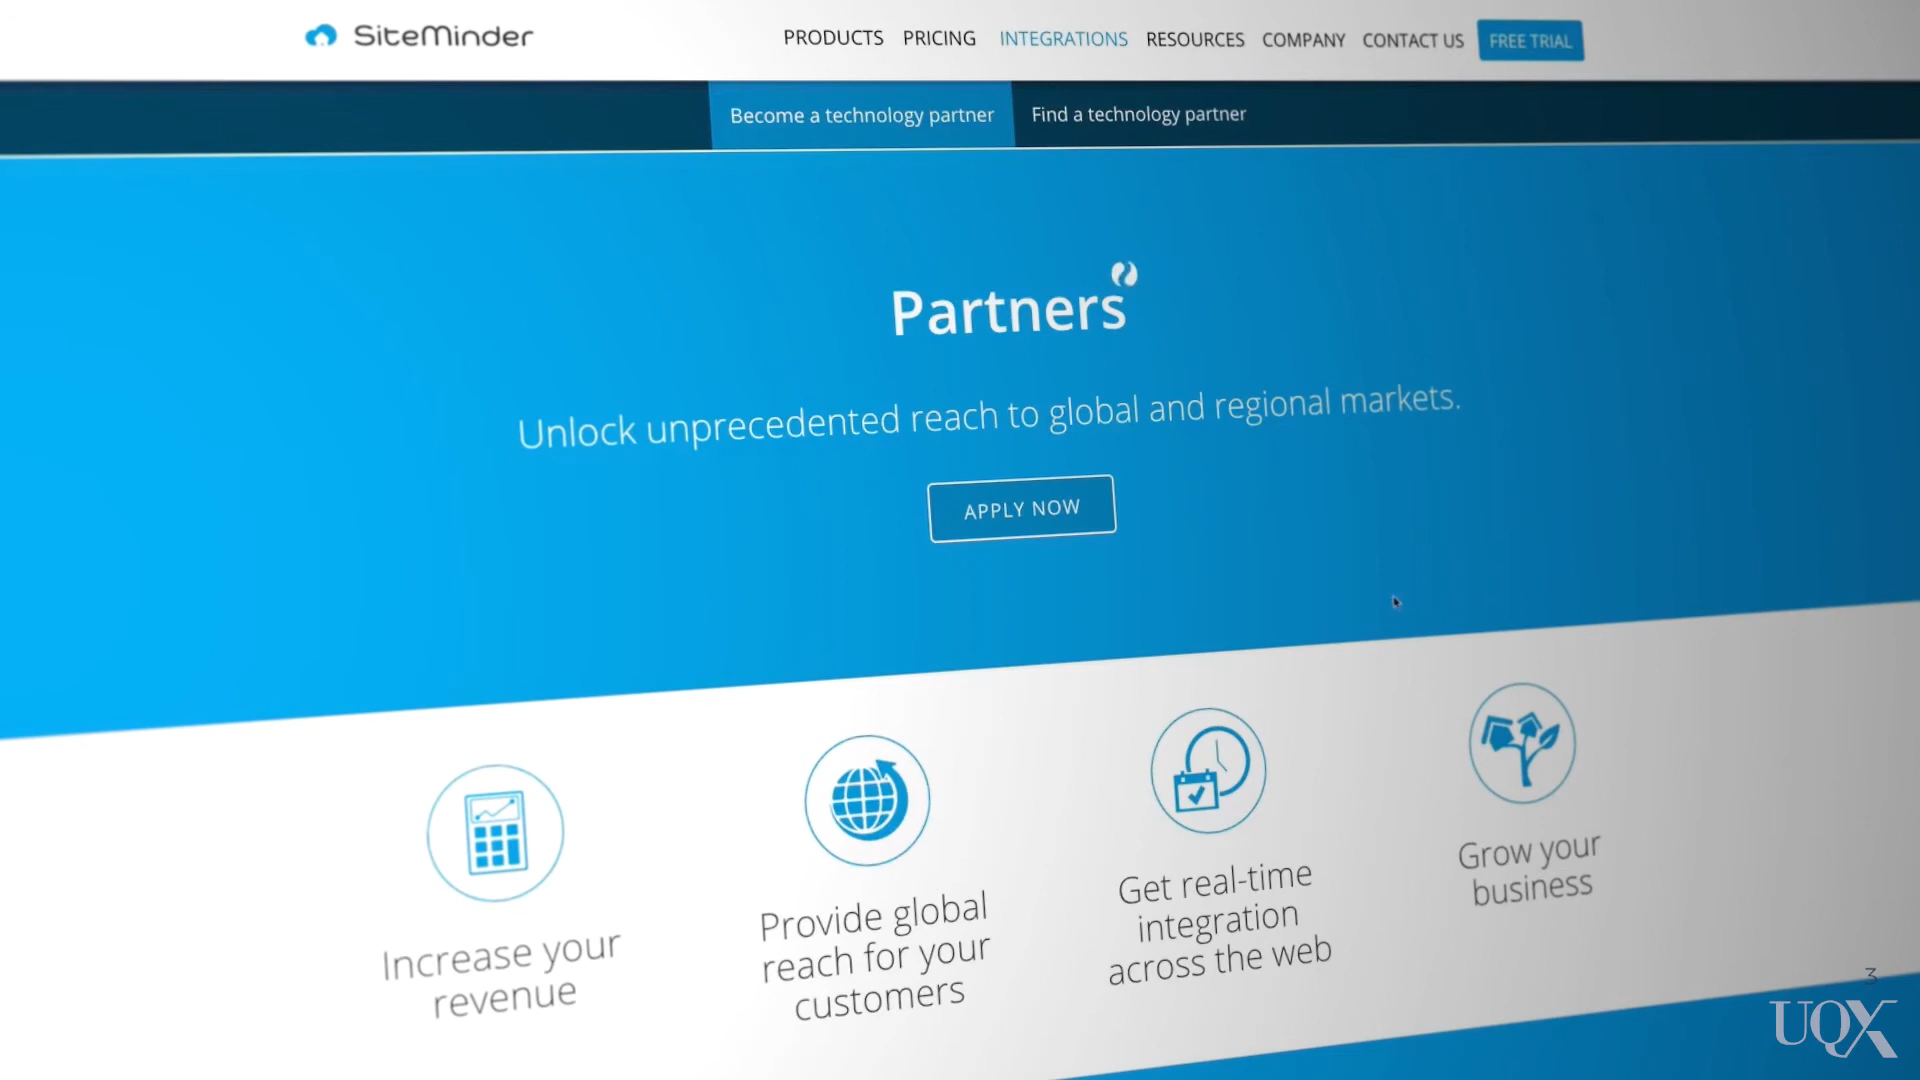 SiteMinder
PRODUCTS PRICING INTEGRATIONS RESOURCES COMPANY CONTACT US FREE TRIAL
Become a technology partner Find a technology partner
Partners
Unlock unprecedented reach to global and regional markets.
APPLY NOW
Increase your
revenue
Provide global
reach for your
customers
Get real-time
integration
across the web
Grow your
business
3
UQX